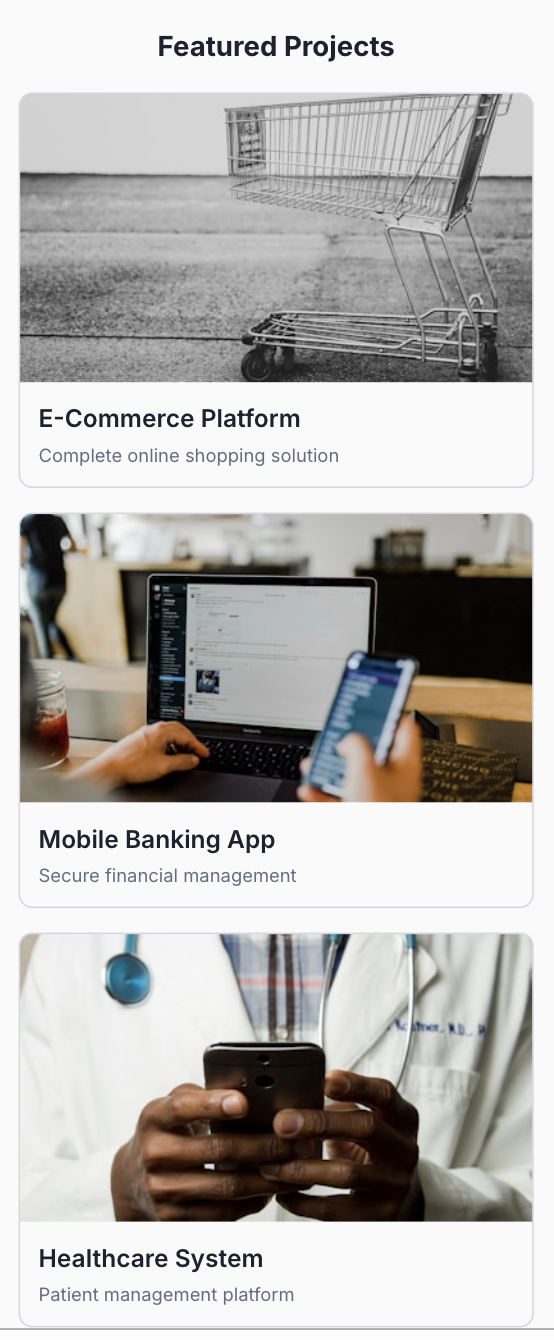 Featured Projects
E-Commerce Platform
Complete online shopping solution
Mobile Banking App
Secure financial management
Healthcare System
Patient management platform